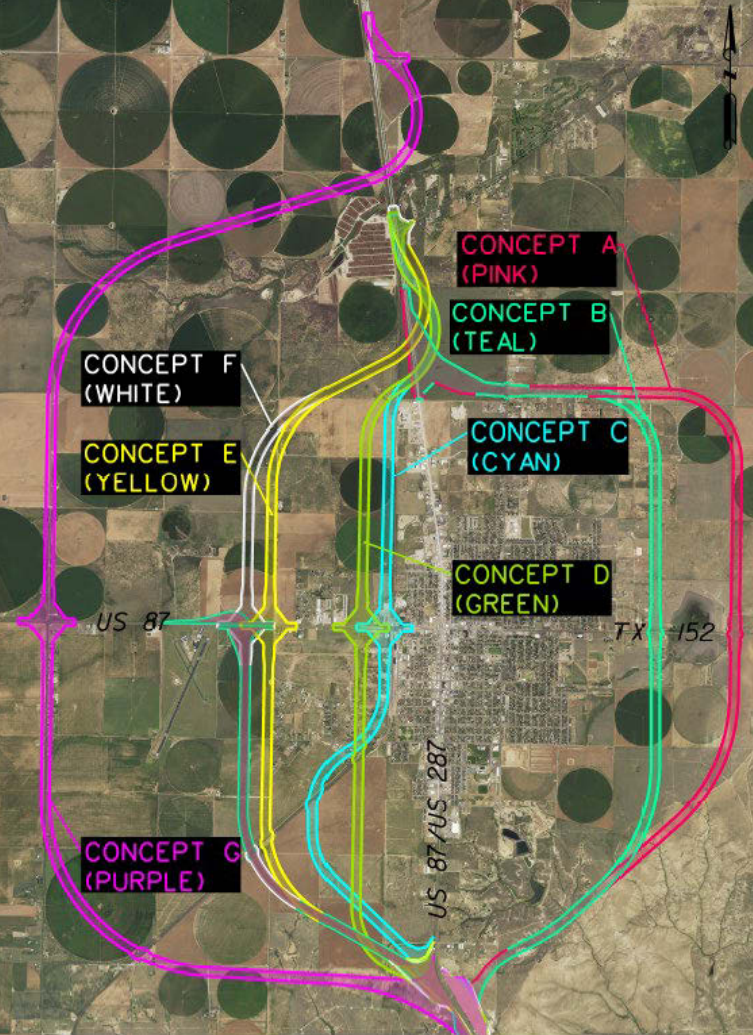 N
CONCEPT A
(PINK)
CONCEPT B
(TEAL)
CONCEPT F
(WHITE)
CONCEPT C
(CYAN)
CONCEPT E
(YELLOW)
CONCEPT D
(GREEN)
US 87
TX 152
US 87/US 287
CONCEPT G
(PURPLE)